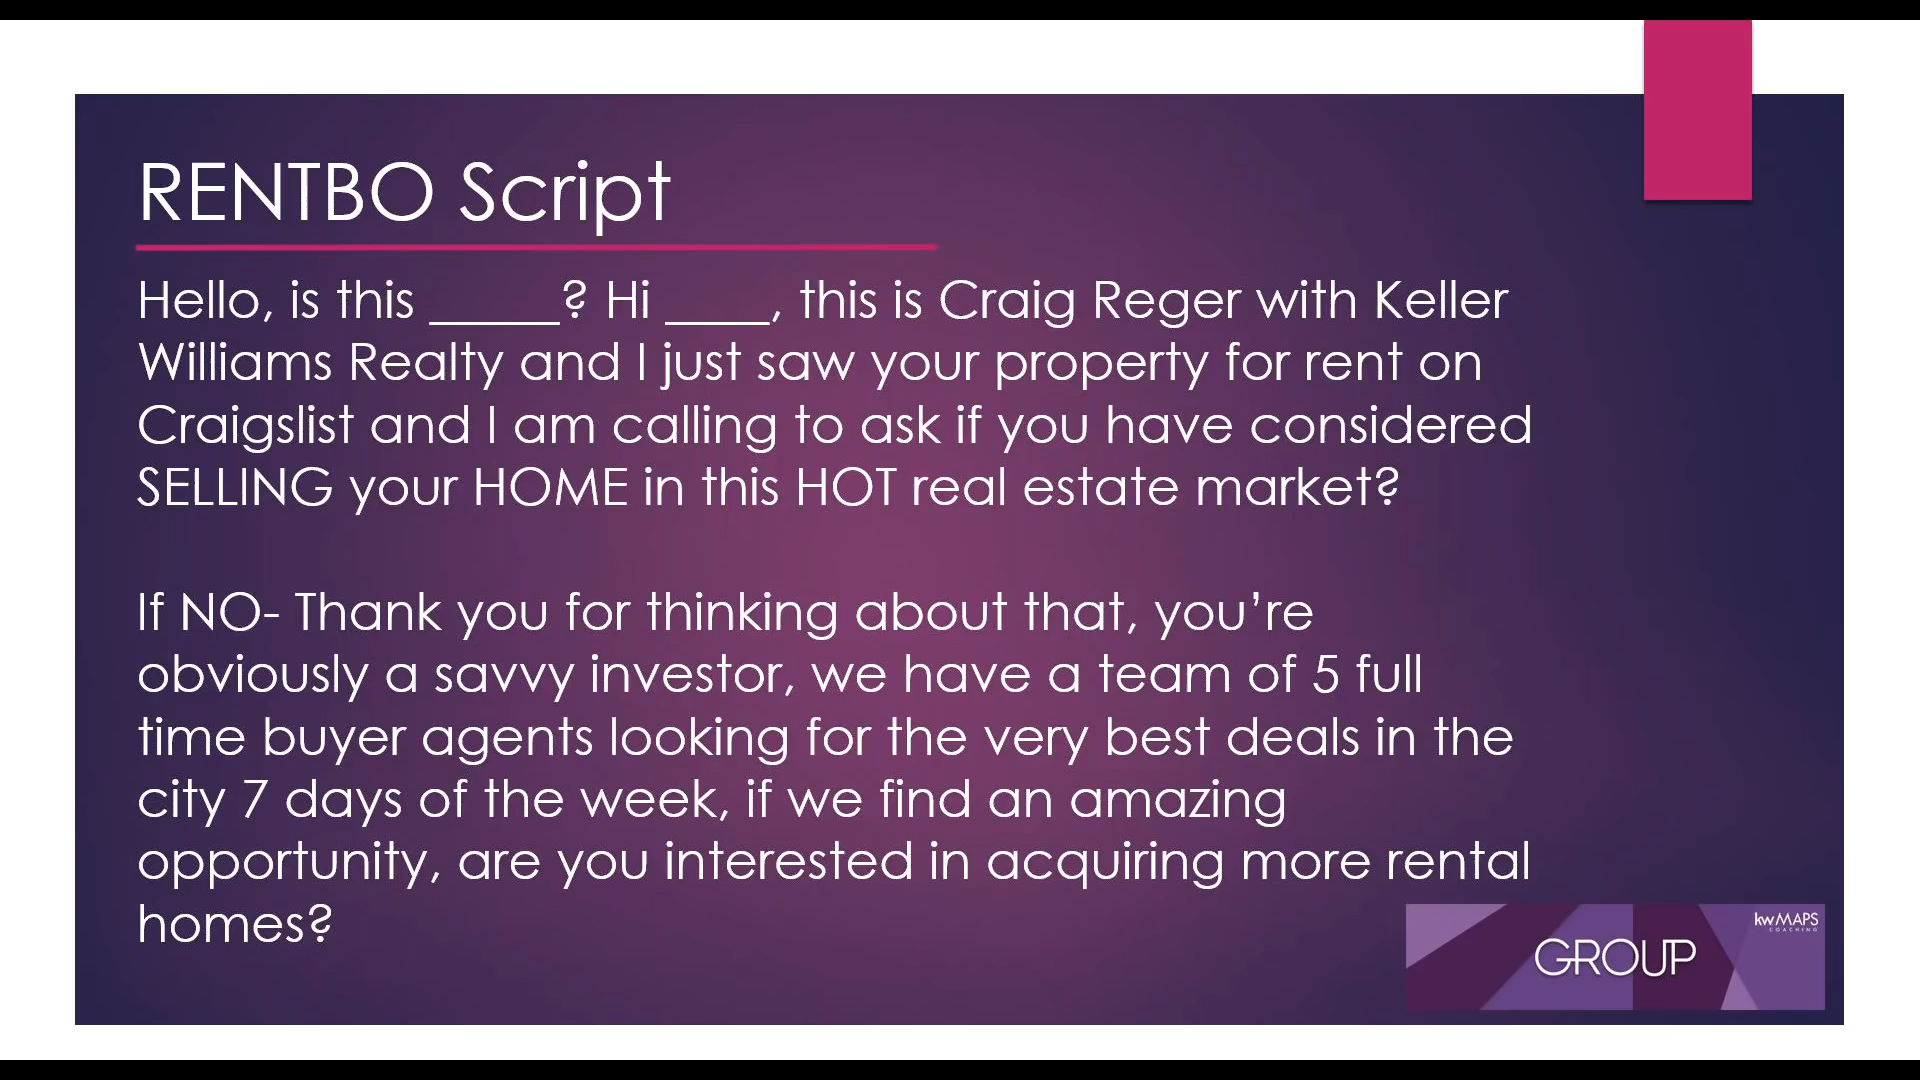 RENTBO Script
Hello, is this _____? Hi ____, this is Craig Reger with Keller
Williams Realty and I just saw your property for rent on
Craigslist and I am calling to ask if you have considered
SELLING your HOME in this HOT real estate market?
If NO- Thank you for thinking about that, you’re
obviously a savvy investor, we have a team of 5 full
time buyer agents looking for the very best deals in the
city 7 days of the week, if we find an amazing
opportunity, are you interested in acquiring more rental
homes?
kwMAPS
COACHING
GROUP